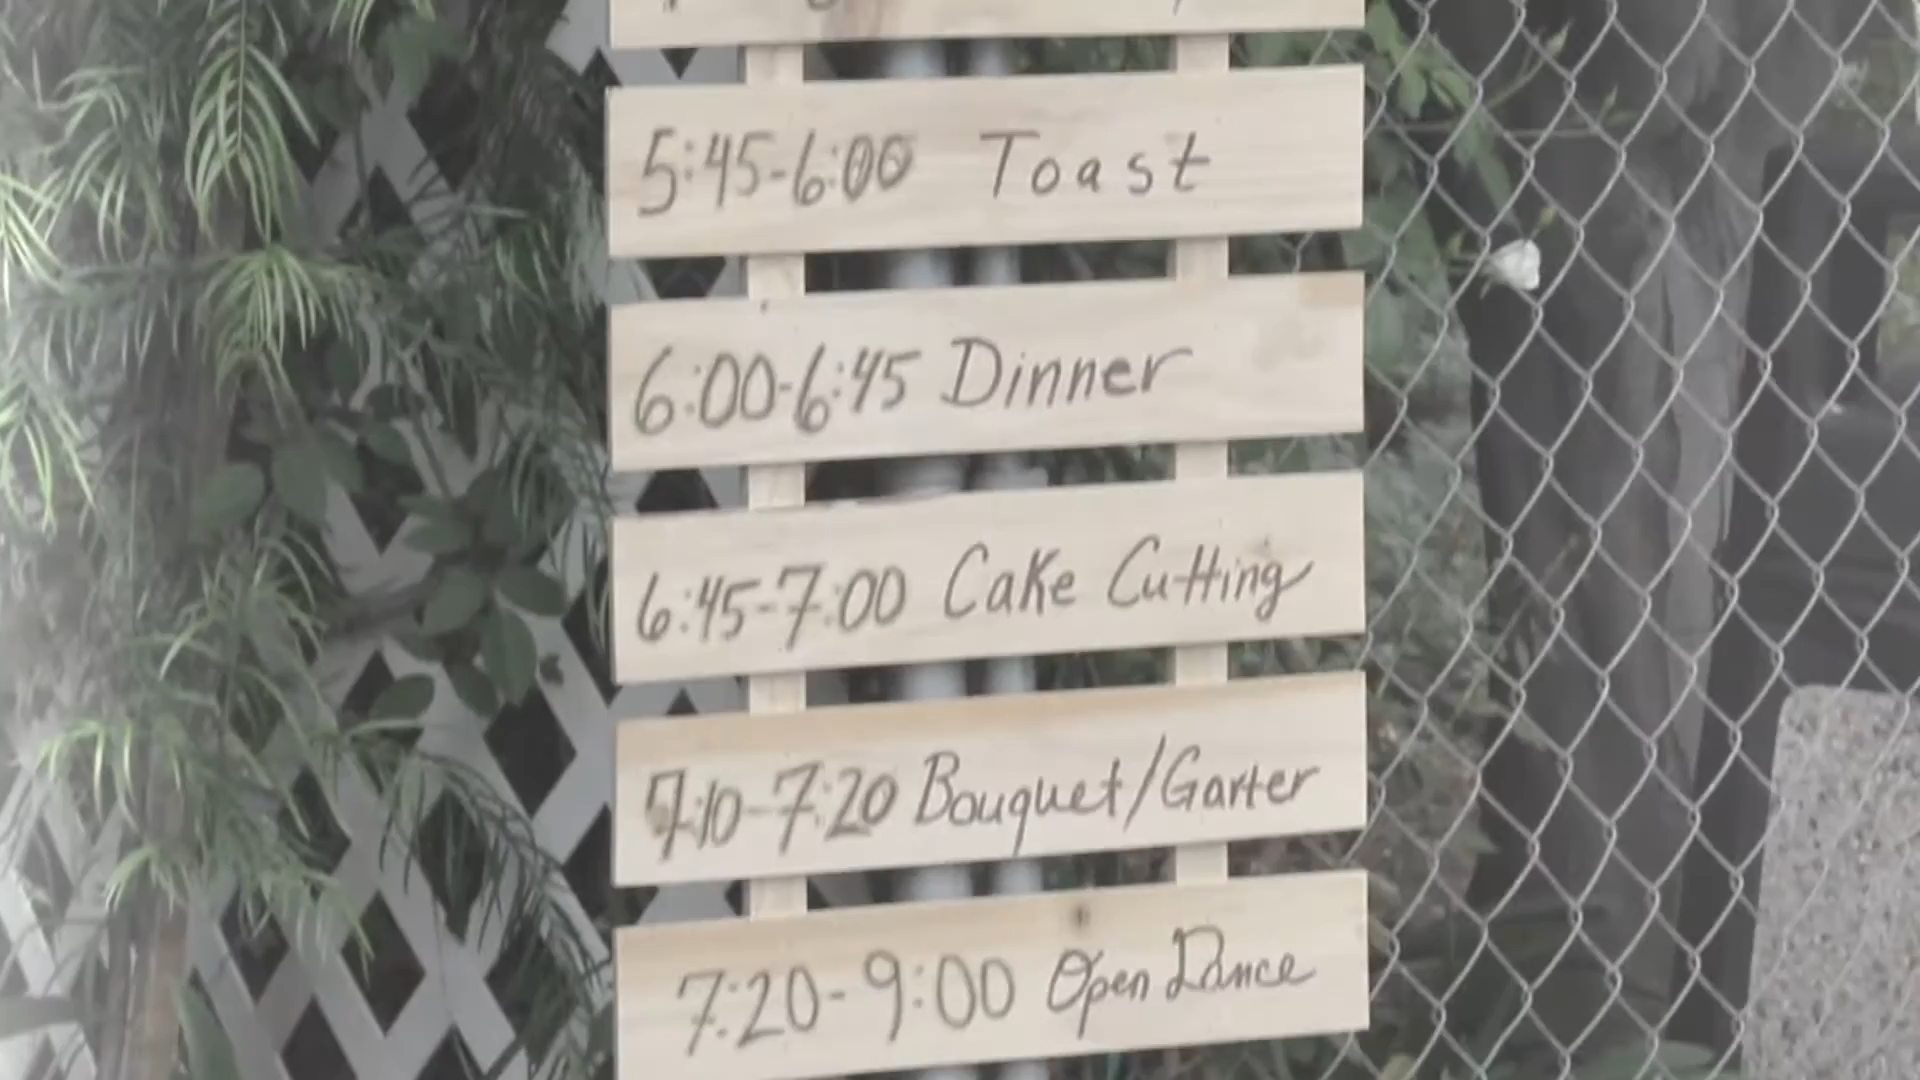 5:45-6:00 Toast
6:00-6:45 Dinner
6:45-7:00 Cake Cutting
7:10-7:20 Bouquet/Garter
7:20-9:00 Open Dance